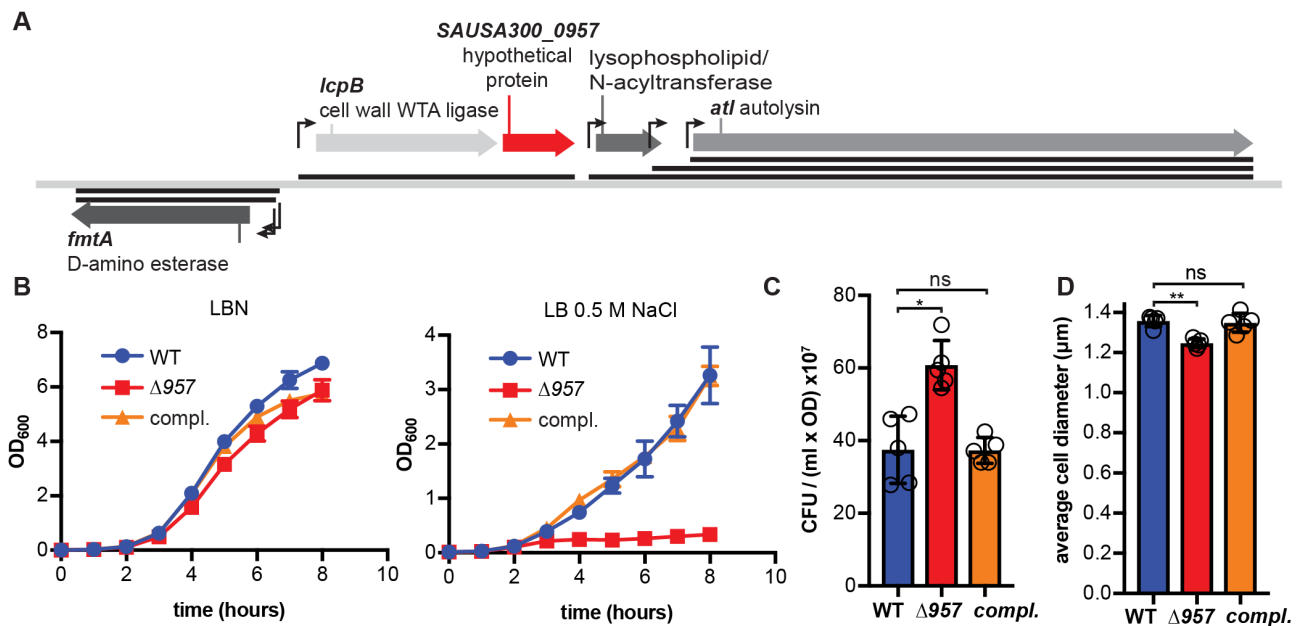 A
SAUSA300_0957
hypothetical
protein
lysophospholipid/
N-acyltransferase
lcpB
cell wall WTA ligase
atl autolysin
fmtA
D-amino esterase
B
LBN
8
6
4
2
0
OD600
WT
Δ957
compl.
0 2 4 6 8 10
time (hours)
LB 0.5 M NaCl
4
3
2
1
0
OD600
WT
Δ957
compl.
0 2 4 6 8 10
time (hours)
C
ns
*
80
60
40
20
0
CFU / (ml x OD) x10⁷
WT Δ957 compl.
D
ns
**
1.4
1.2
1.0
0.8
0.6
0.4
0.2
0.0
average cell diameter (µm)
WT Δ957 compl.